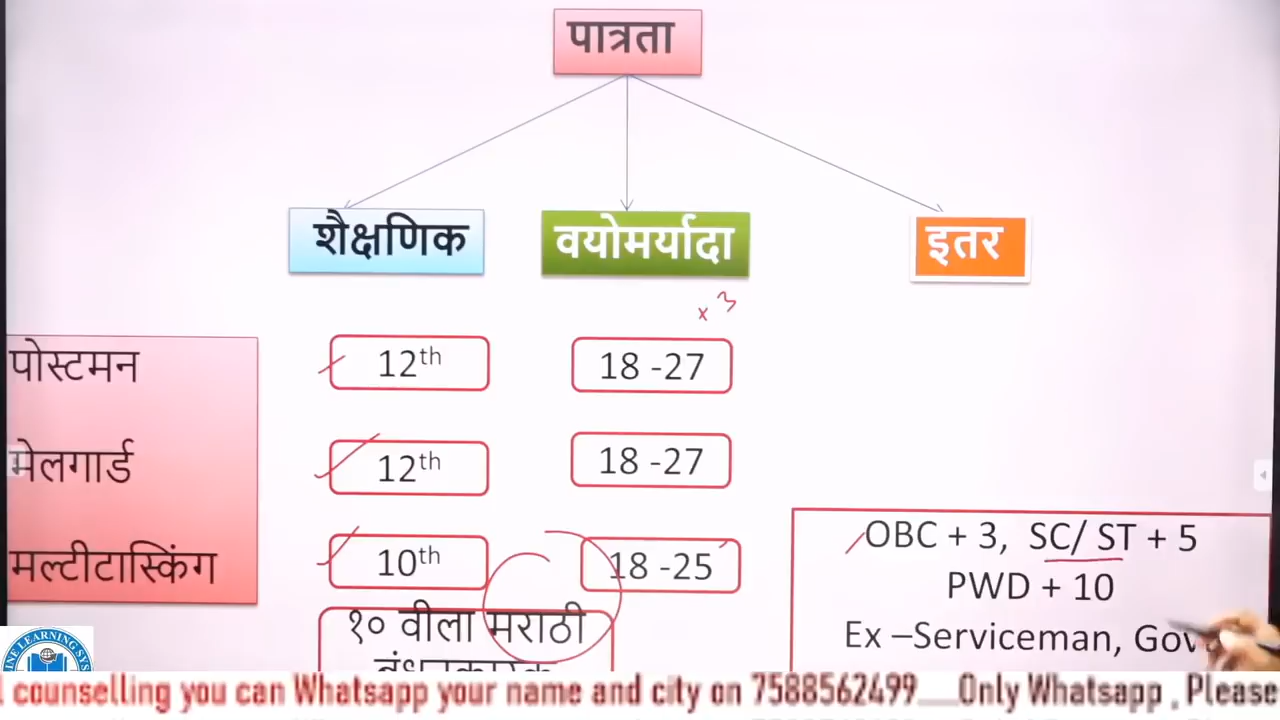 पात्रता
शैक्षणिक वयोमर्यादा इतर
x 3
पोस्टमन 12th 18 -27
मेलगार्ड 12th 18 -27
मल्टीटास्किंग 10th 18 -25
OBC + 3, SC/ ST + 5
PWD + 10
Ex –Serviceman, Gov
१० वीला मराठी
counselling you can Whatsapp your name and city on 7588562499.....Only Whatsapp , Please